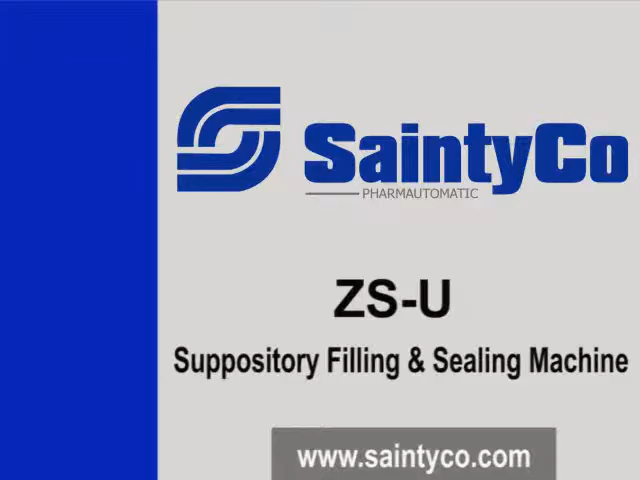 SaintyCo
PHARMAUTOMATIC
ZS-U
Suppository Filling & Sealing Machine
www.saintyco.com